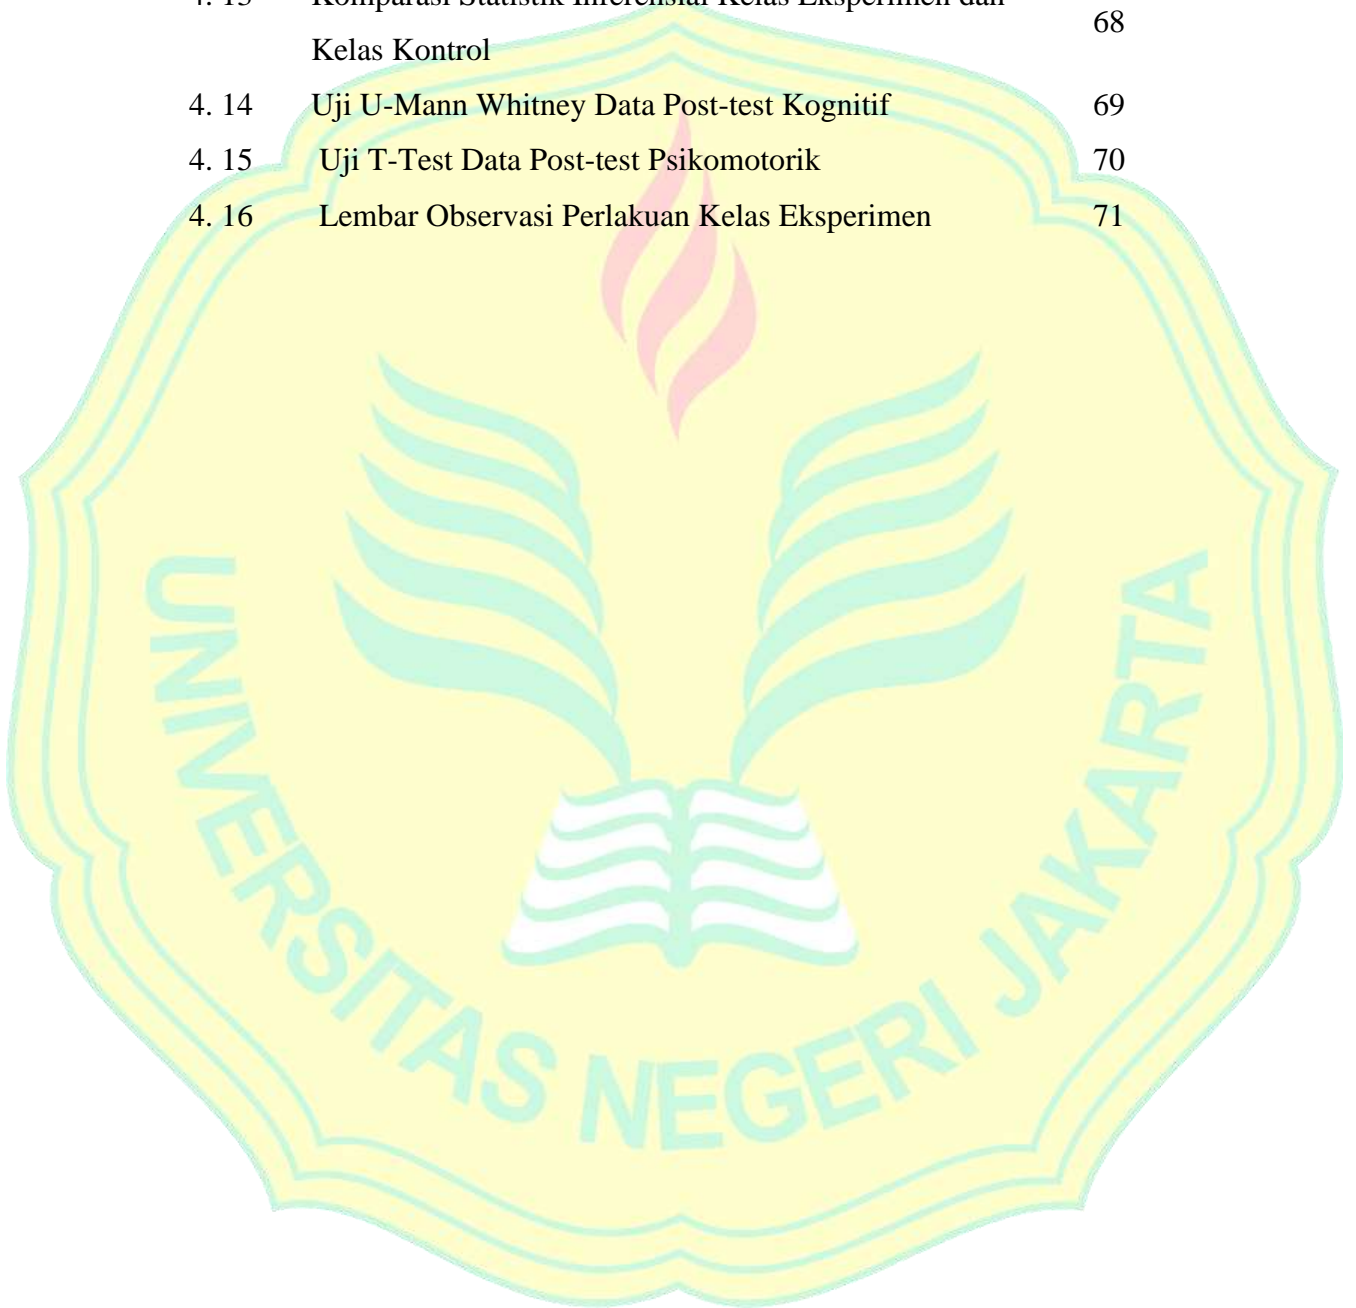 4. 13 Komparasi Statistik Inferensial Kelas Eksperimen dan
Kelas Kontrol 68
4. 14 Uji U-Mann Whitney Data Post-test Kognitif 69
4. 15 Uji T-Test Data Post-test Psikomotorik 70
4. 16 Lembar Observasi Perlakuan Kelas Eksperimen 71
UNIVERSITAS NEGERI JAKARTA